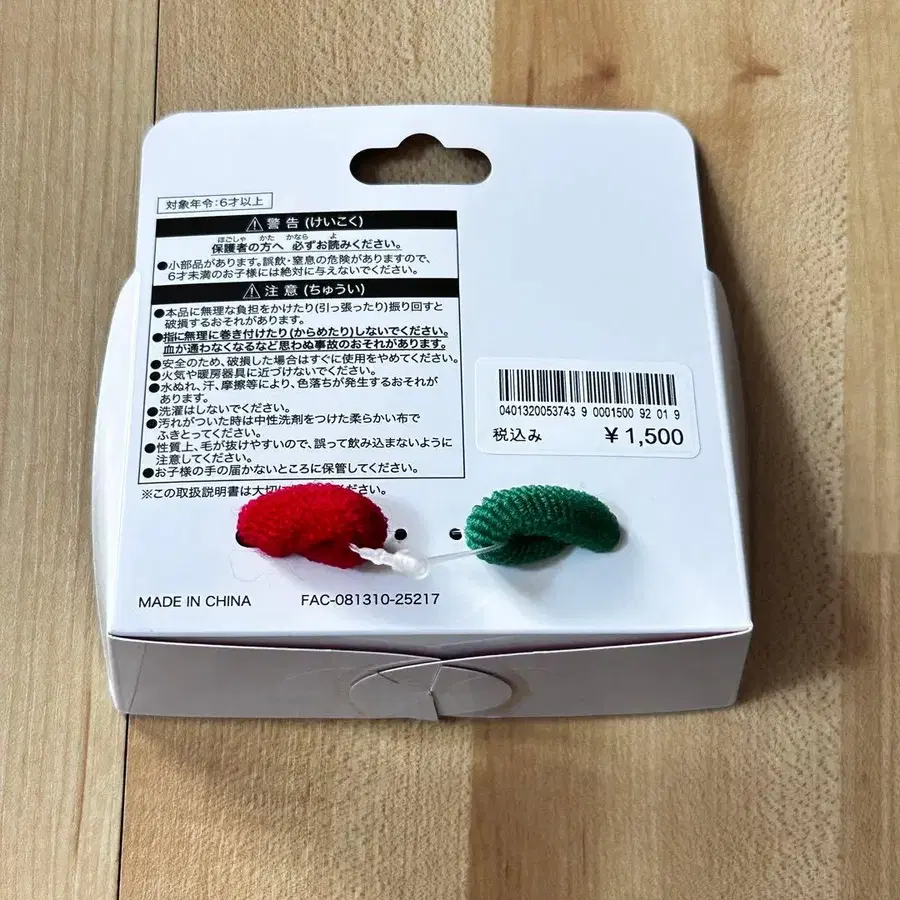 対象年令:6才以上
⚠警告(けいこく)
ほごしゃ かた かなら よ
保護者の方へ 必ずお読みください。
●小部品があります。誤飲・窒息の危険がありますので、
6才未満のお子様には絶対に与えないでください。
⚠注意(ちゅうい)
●本品に無理な負担をかけたり(引っ張ったり)振り回すと
破損するおそれがあります。
●指に無理に巻き付けたり(からめたり)しないでください。
血が通わなくなるなど思わぬ事故のおそれがあります。
●安全のため、破損した場合はすぐに使用をやめてください。
●火気や暖房器具に近づけないでください。
●水ぬれ、汗、摩擦等により、色落ちが発生するおそれが
あります。
●洗濯はしないでください。
●汚れがついた時は中性洗剤をつけた柔らかい布で
ふきとってください。
●性質上、毛が抜けやすいので、誤って飲み込まないように
注意してください。
●お子様の手の届かないところに保管してください。
※この取扱説明書は大切に ださい。
0401320053743 9 0001500 92 01 9
税込み ¥1,500
MADE IN CHINA FAC-081310-25217